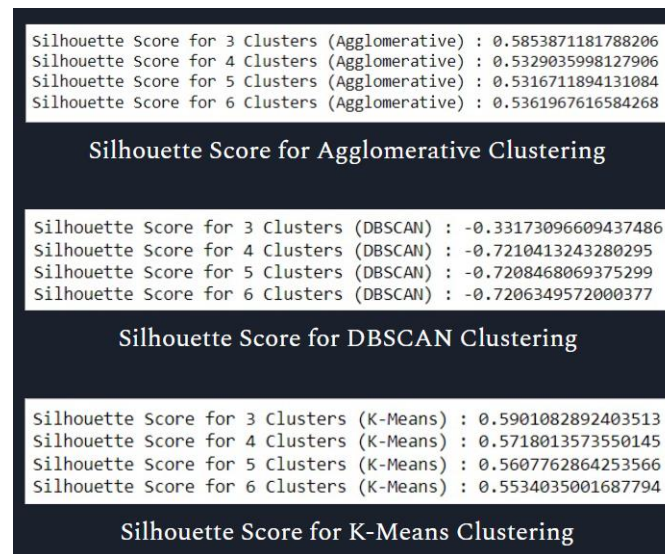 Silhouette Score for 3 Clusters (Agglomerative) : 0.5853871181788206
Silhouette Score for 4 Clusters (Agglomerative) : 0.5329035998127906
Silhouette Score for 5 Clusters (Agglomerative) : 0.5316711894131084
Silhouette Score for 6 Clusters (Agglomerative) : 0.5361967616584268
Silhouette Score for Agglomerative Clustering
Silhouette Score for 3 Clusters (DBSCAN) : -0.33173096609437486
Silhouette Score for 4 Clusters (DBSCAN) : -0.7210413243280295
Silhouette Score for 5 Clusters (DBSCAN) : -0.7208468069375299
Silhouette Score for 6 Clusters (DBSCAN) : -0.7206349572000377
Silhouette Score for DBSCAN Clustering
Silhouette Score for 3 Clusters (K-Means) : 0.5901082892403513
Silhouette Score for 4 Clusters (K-Means) : 0.5718013573550145
Silhouette Score for 5 Clusters (K-Means) : 0.5607762864253566
Silhouette Score for 6 Clusters (K-Means) : 0.5534035001687794
Silhouette Score for K-Means Clustering